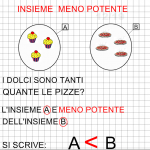 INSIEME MENO POTENTE
A B
I DOLCI SONO TANTI
QUANTE LE PIZZE?
L'INSIEME A E' MENO POTENTE
DELL'INSIEME B
SI SCRIVE: A < B